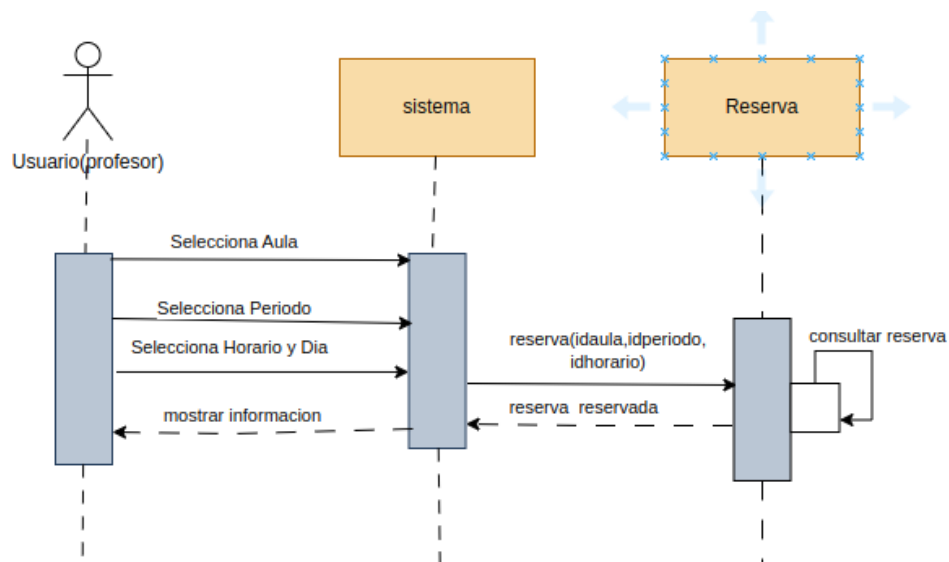 Usuario(profesor)
sistema
Reserva
Selecciona Aula
Selecciona Periodo
Selecciona Horario y Dia
reserva(idaula,idperiodo,
idhorario)
consultar reserva
reserva reservada
mostrar informacion